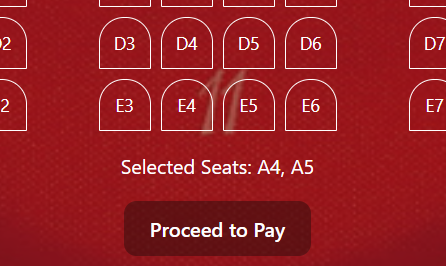 D2 D3 D4 D5 D6 D7
2 E3 E4 E5 E6 E7
Selected Seats: A4, A5
Proceed to Pay